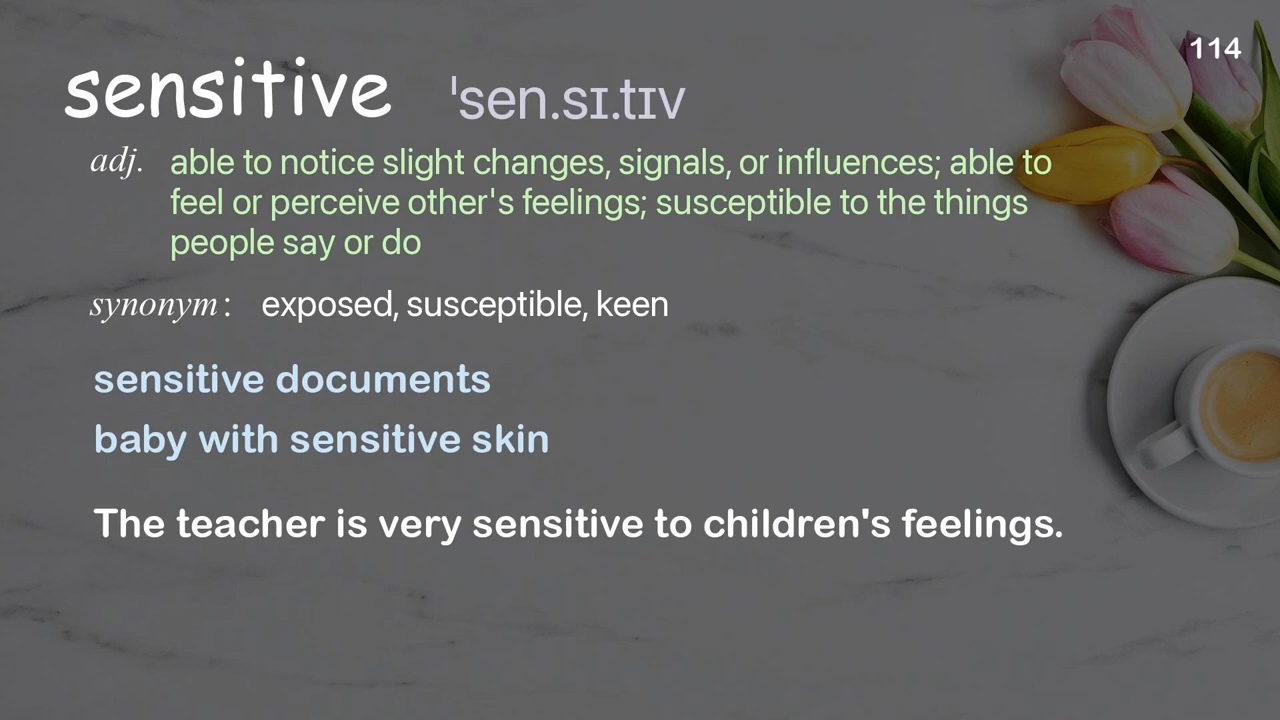 114
sensitive ˈsen.sɪ.tɪv
adj. able to notice slight changes, signals, or influences; able to
feel or perceive other's feelings; susceptible to the things
people say or do
synonym: exposed, susceptible, keen
sensitive documents
baby with sensitive skin
The teacher is very sensitive to children's feelings.